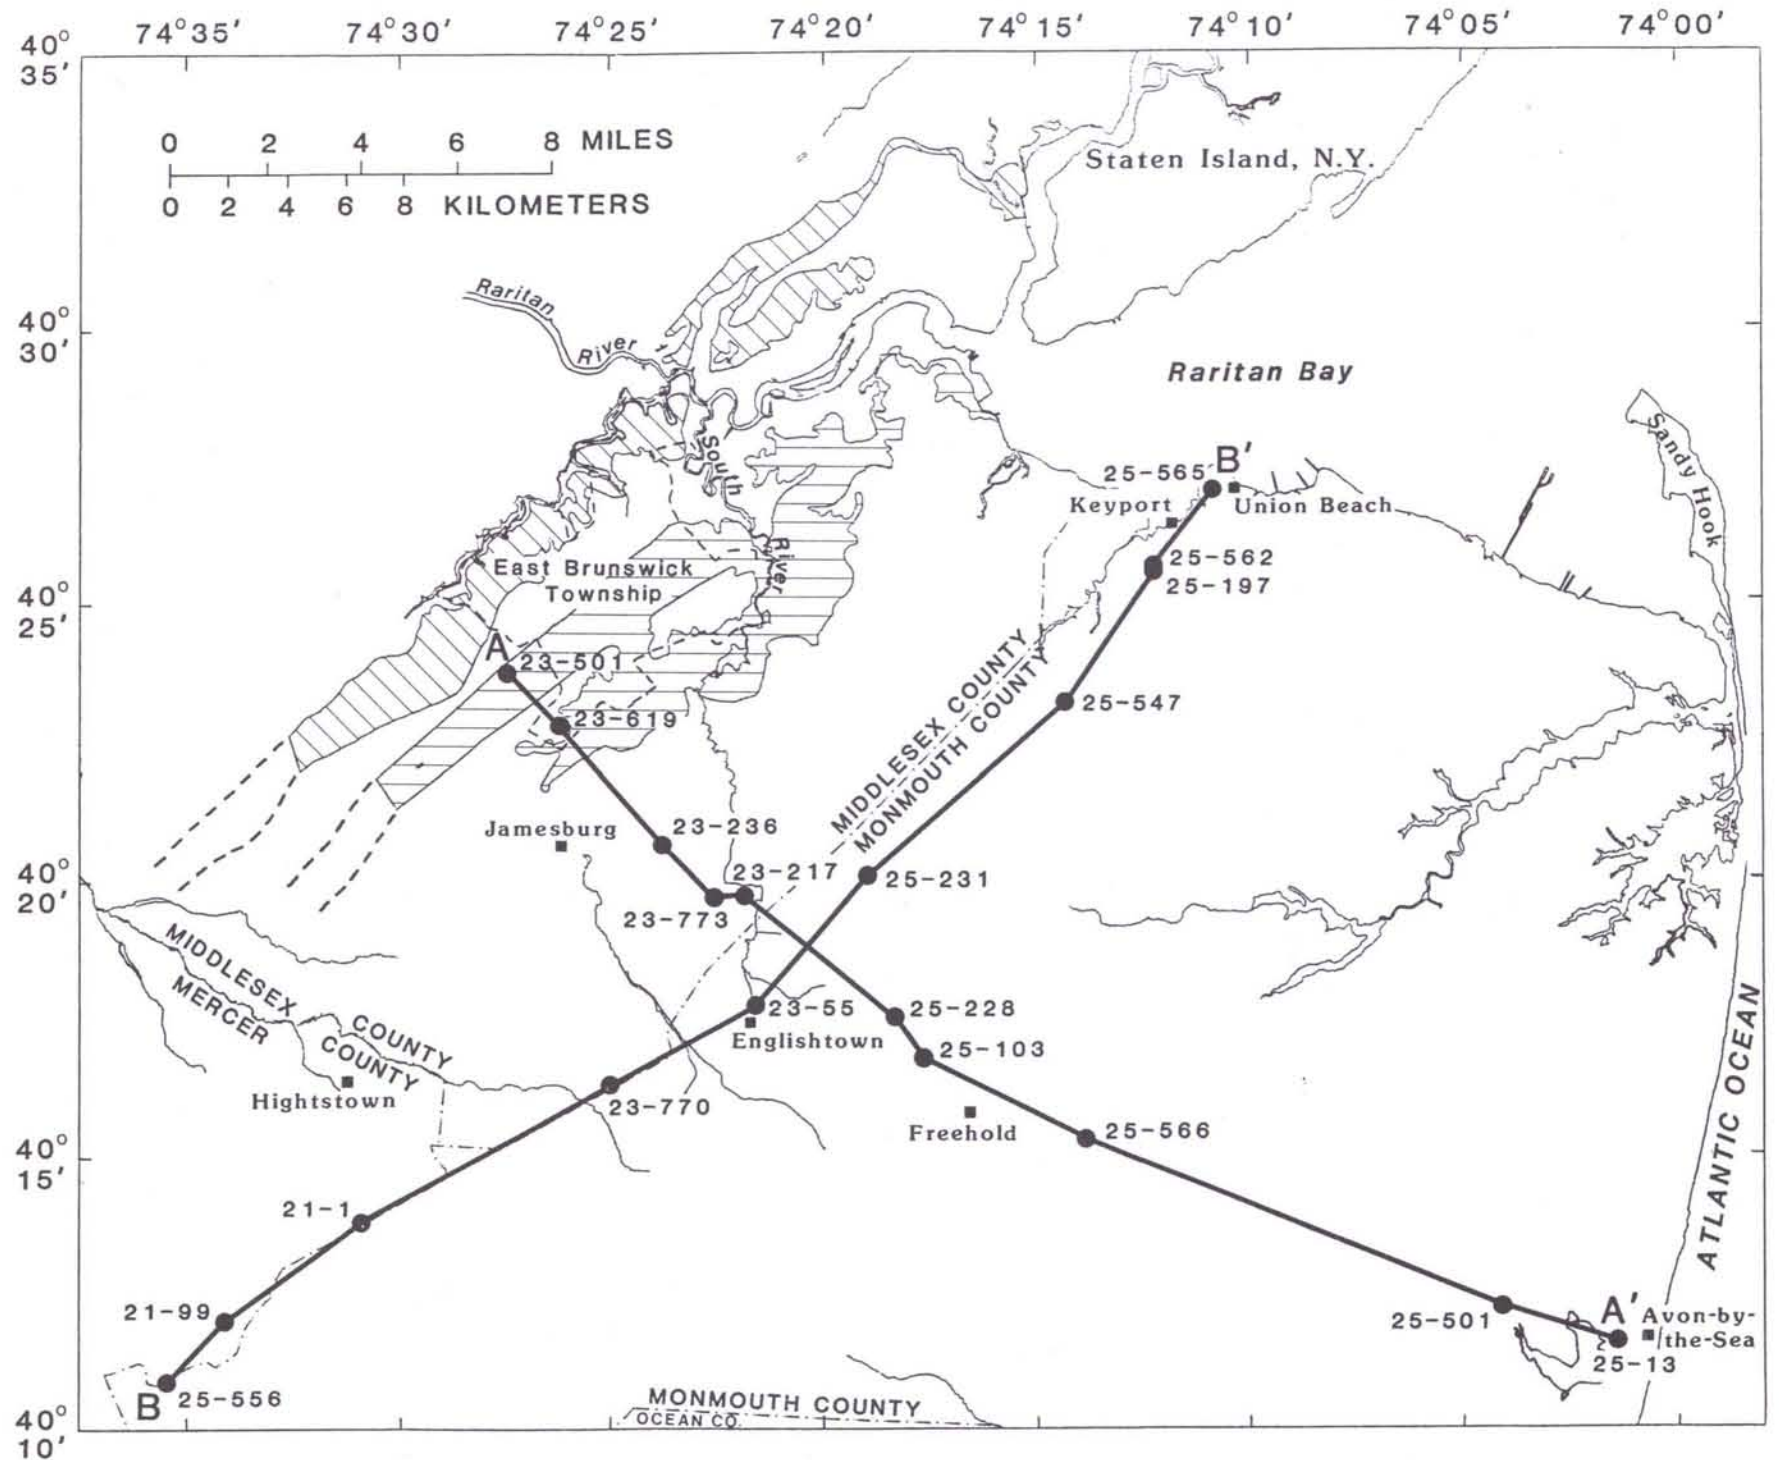 74°35′ 74°30′ 74°25′ 74°20′ 74°15′ 74°10′ 74°05′ 74°00′
40°
35′
0 2 4 6 8 MILES
0 2 4 6 8 KILOMETERS
Staten Island, N.Y.
Raritan
River
40°
30′
Raritan Bay
Sandy Hook
South
River
B′
25-565
Keyport
Union Beach
25-562
25-197
East Brunswick
Township
40°
25′
A
23-501
23-619
25-547
MIDDLESEX COUNTY
MONMOUTH COUNTY
Jamesburg
23-236
23-217
23-773
25-231
40°
20′
MIDDLESEX COUNTY
MERCER COUNTY
23-55
Englishtown
25-228
25-103
Hightstown
23-770
Freehold
25-566
40°
15′
ATLANTIC OCEAN
21-1
21-99
25-501
A′
Avon-by-
the-Sea
25-13
B
25-556
MONMOUTH COUNTY
OCEAN CO.
40°
10′